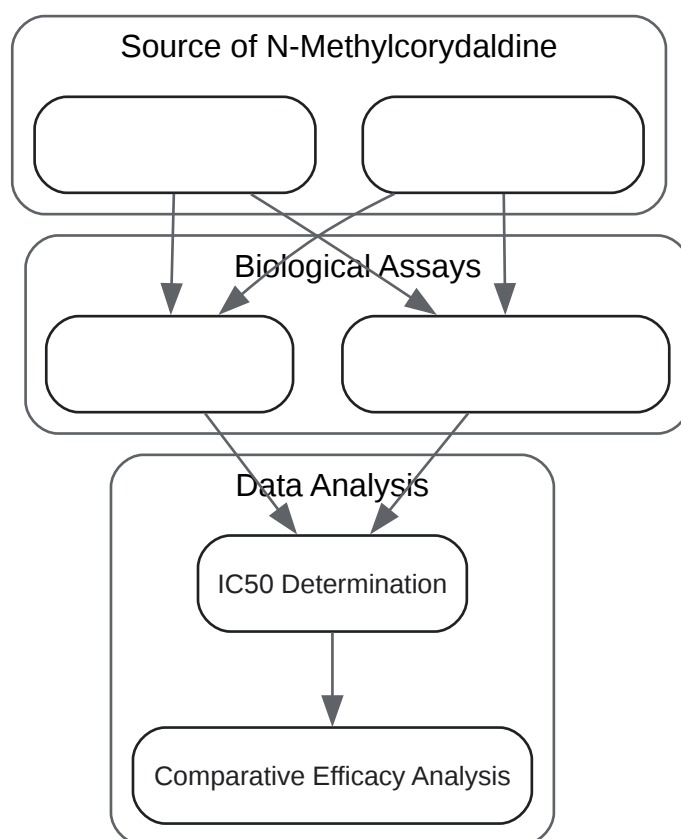 Source of N-Methylcorydaldine
Biological Assays
Data Analysis
IC50 Determination
Comparative Efficacy Analysis